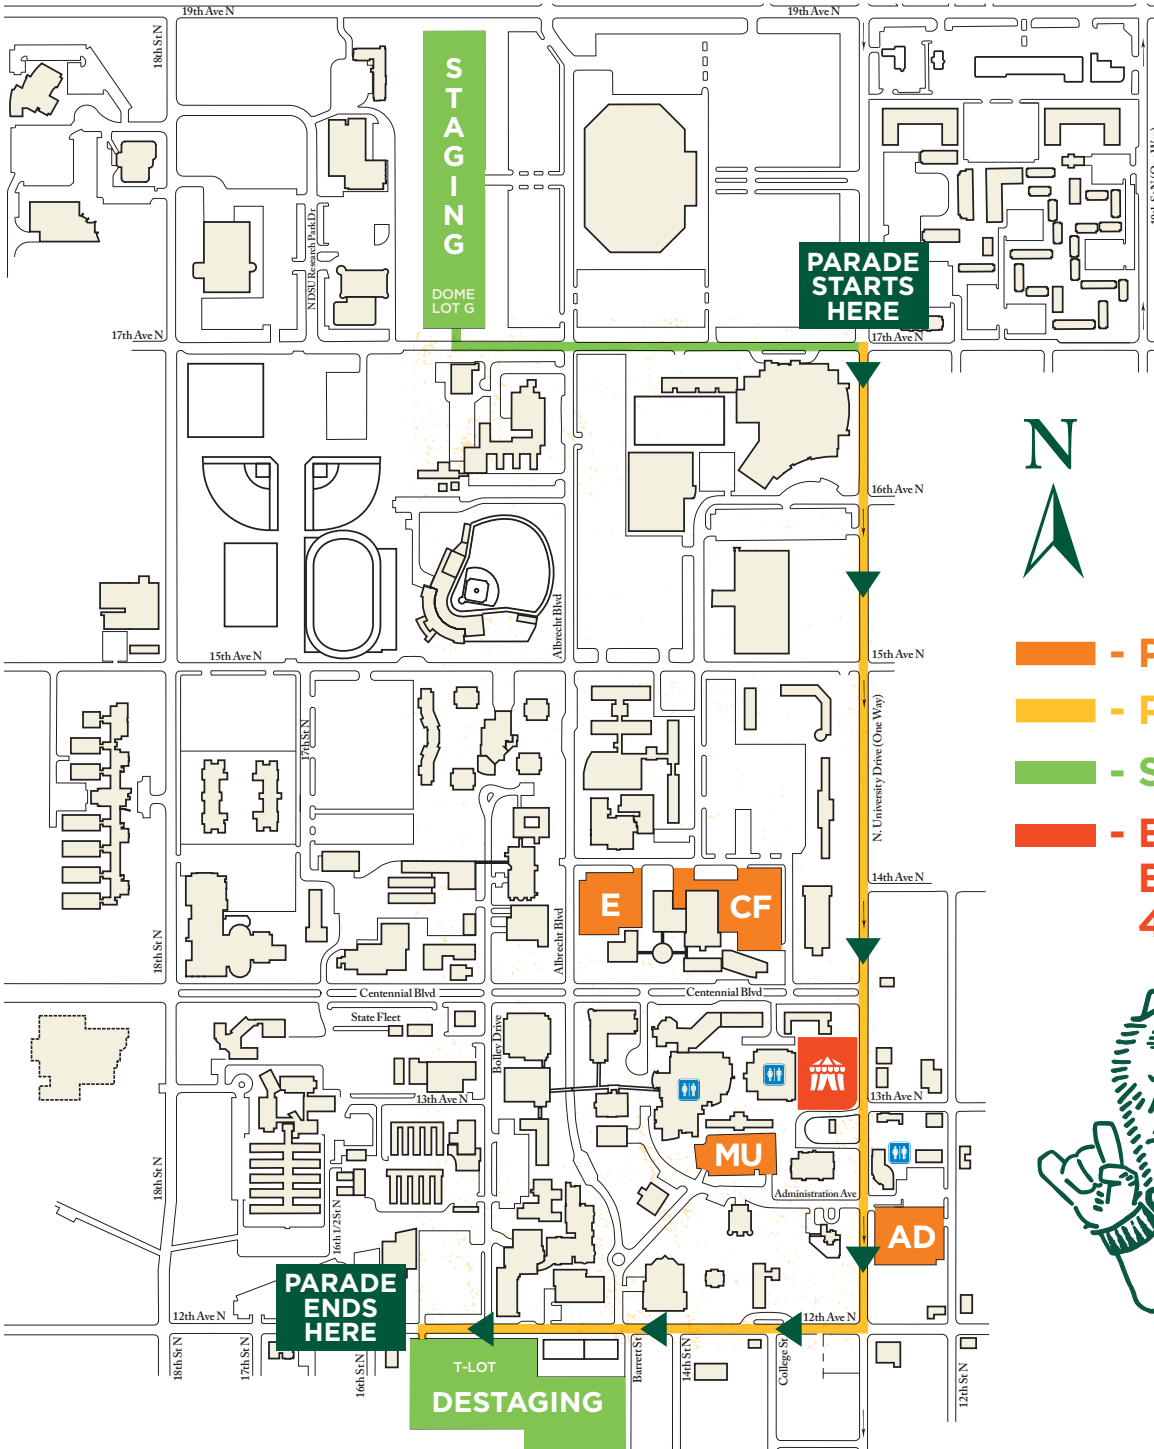 19th Ave N
19th Ave N
18th St N
STAGING
DOME
LOT G
NDSU Research Park Dr
PARADE
STARTS
HERE
17th Ave N
17th Ave N
N
16th Ave N
Albrecht Blvd
15th Ave N
15th Ave N
- P
- P
- S
- E
E
4
17th St N
N. University Drive (One Way)
14th Ave N
E
CF
18th St N
Albrecht Blvd
Centennial Blvd
Centennial Blvd
State Fleet
Bolley Drive
13th Ave N
13th Ave N
MU
18th St N
Administration Ave
16th 1/2 St N
AD
PARADE
ENDS
HERE
12th Ave N
12th Ave N
18th St N
17th St N
16th St N
T-LOT
DESTAGING
Barrett St
14th St N
College St
12th St N